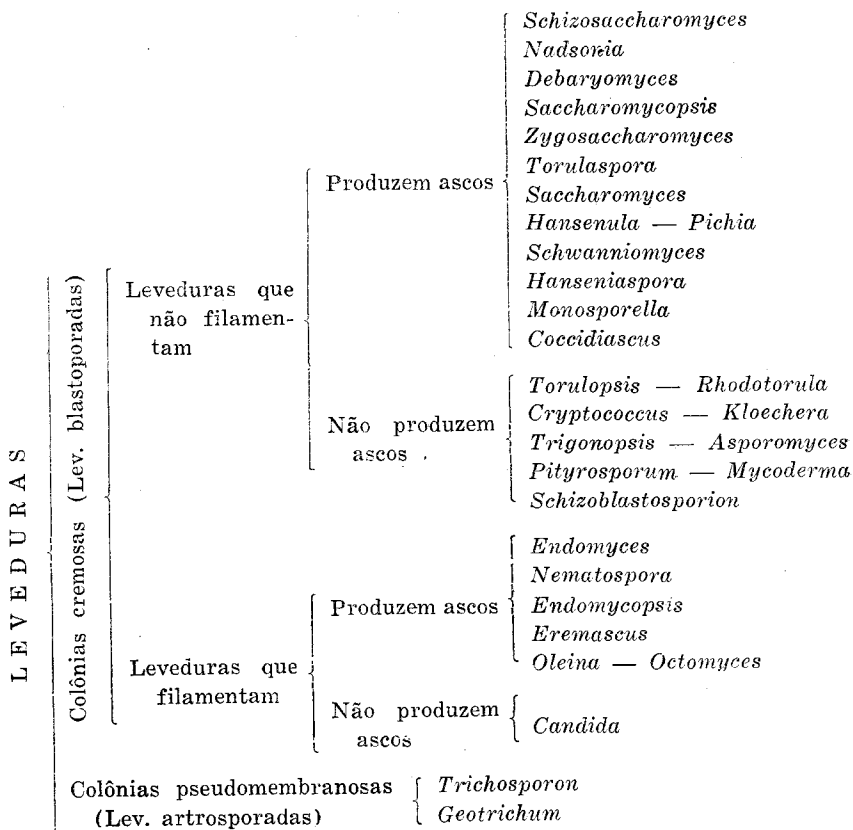 LEVEDURAS
Colônias cremosas (Lev. blastoporadas)
Leveduras que
não filamen-
tam
Produzem ascos
Schizosaccharomyces
Nadsonia
Debaryomyces
Saccharomycopsis
Zygosaccharomyces
Torulaspora
Saccharomyces
Hansenula — Pichia
Schwanniomyces
Hanseniaspora
Monosporella
Coccidiascus
Não produzem
ascos
Torulopsis — Rhodotorula
Cryptococcus — Kloechera
Trigonopsis — Asporomyces
Pityrosporum — Mycoderma
Schizoblastosporion
Leveduras que
filamentam
Produzem ascos
Endomyces
Nematospora
Endomycopsis
Eremascus
Oleina — Octomyces
Não produzem
ascos
Candida
Colônias pseudomembranosas
(Lev. artrosporadas)
Trichosporon
Geotrichum